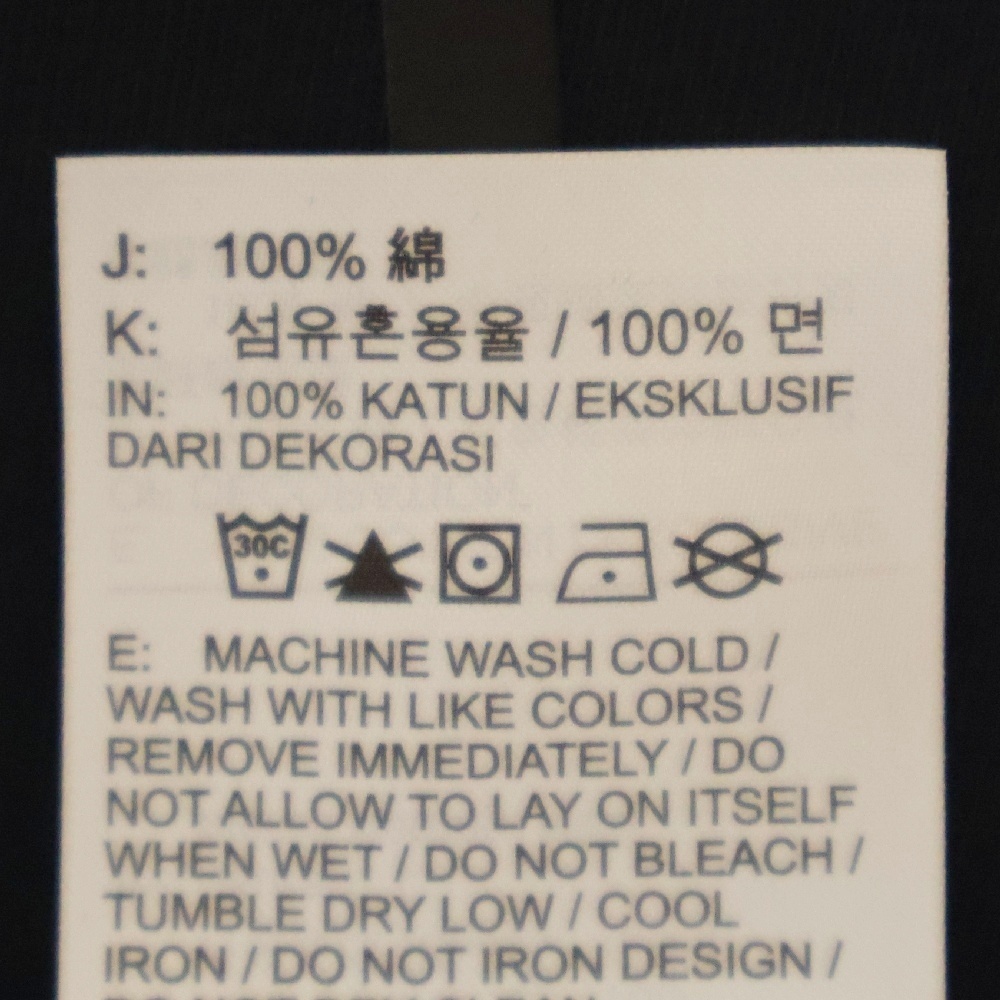 J: 100% 綿
K: 섬유혼용율 / 100% 면
IN: 100% KATUN / EKSKLUSIF
DARI DEKORASI
30C
E: MACHINE WASH COLD /
WASH WITH LIKE COLORS /
REMOVE IMMEDIATELY / DO
NOT ALLOW TO LAY ON ITSELF
WHEN WET / DO NOT BLEACH /
TUMBLE DRY LOW / COOL
IRON / DO NOT IRON DESIGN /